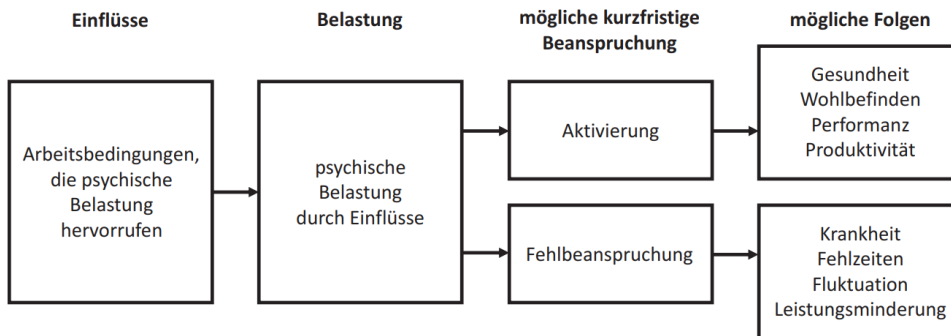 Einflüsse
Belastung
mögliche kurzfristige
Beanspruchung
mögliche Folgen
Arbeitsbedingungen,
die psychische
Belastung
hervorrufen
psychische
Belastung
durch Einflüsse
Aktivierung
Gesundheit
Wohlbefinden
Performanz
Produktivität
Fehlbeanspruchung
Krankheit
Fehlzeiten
Fluktuation
Leistungsminderung